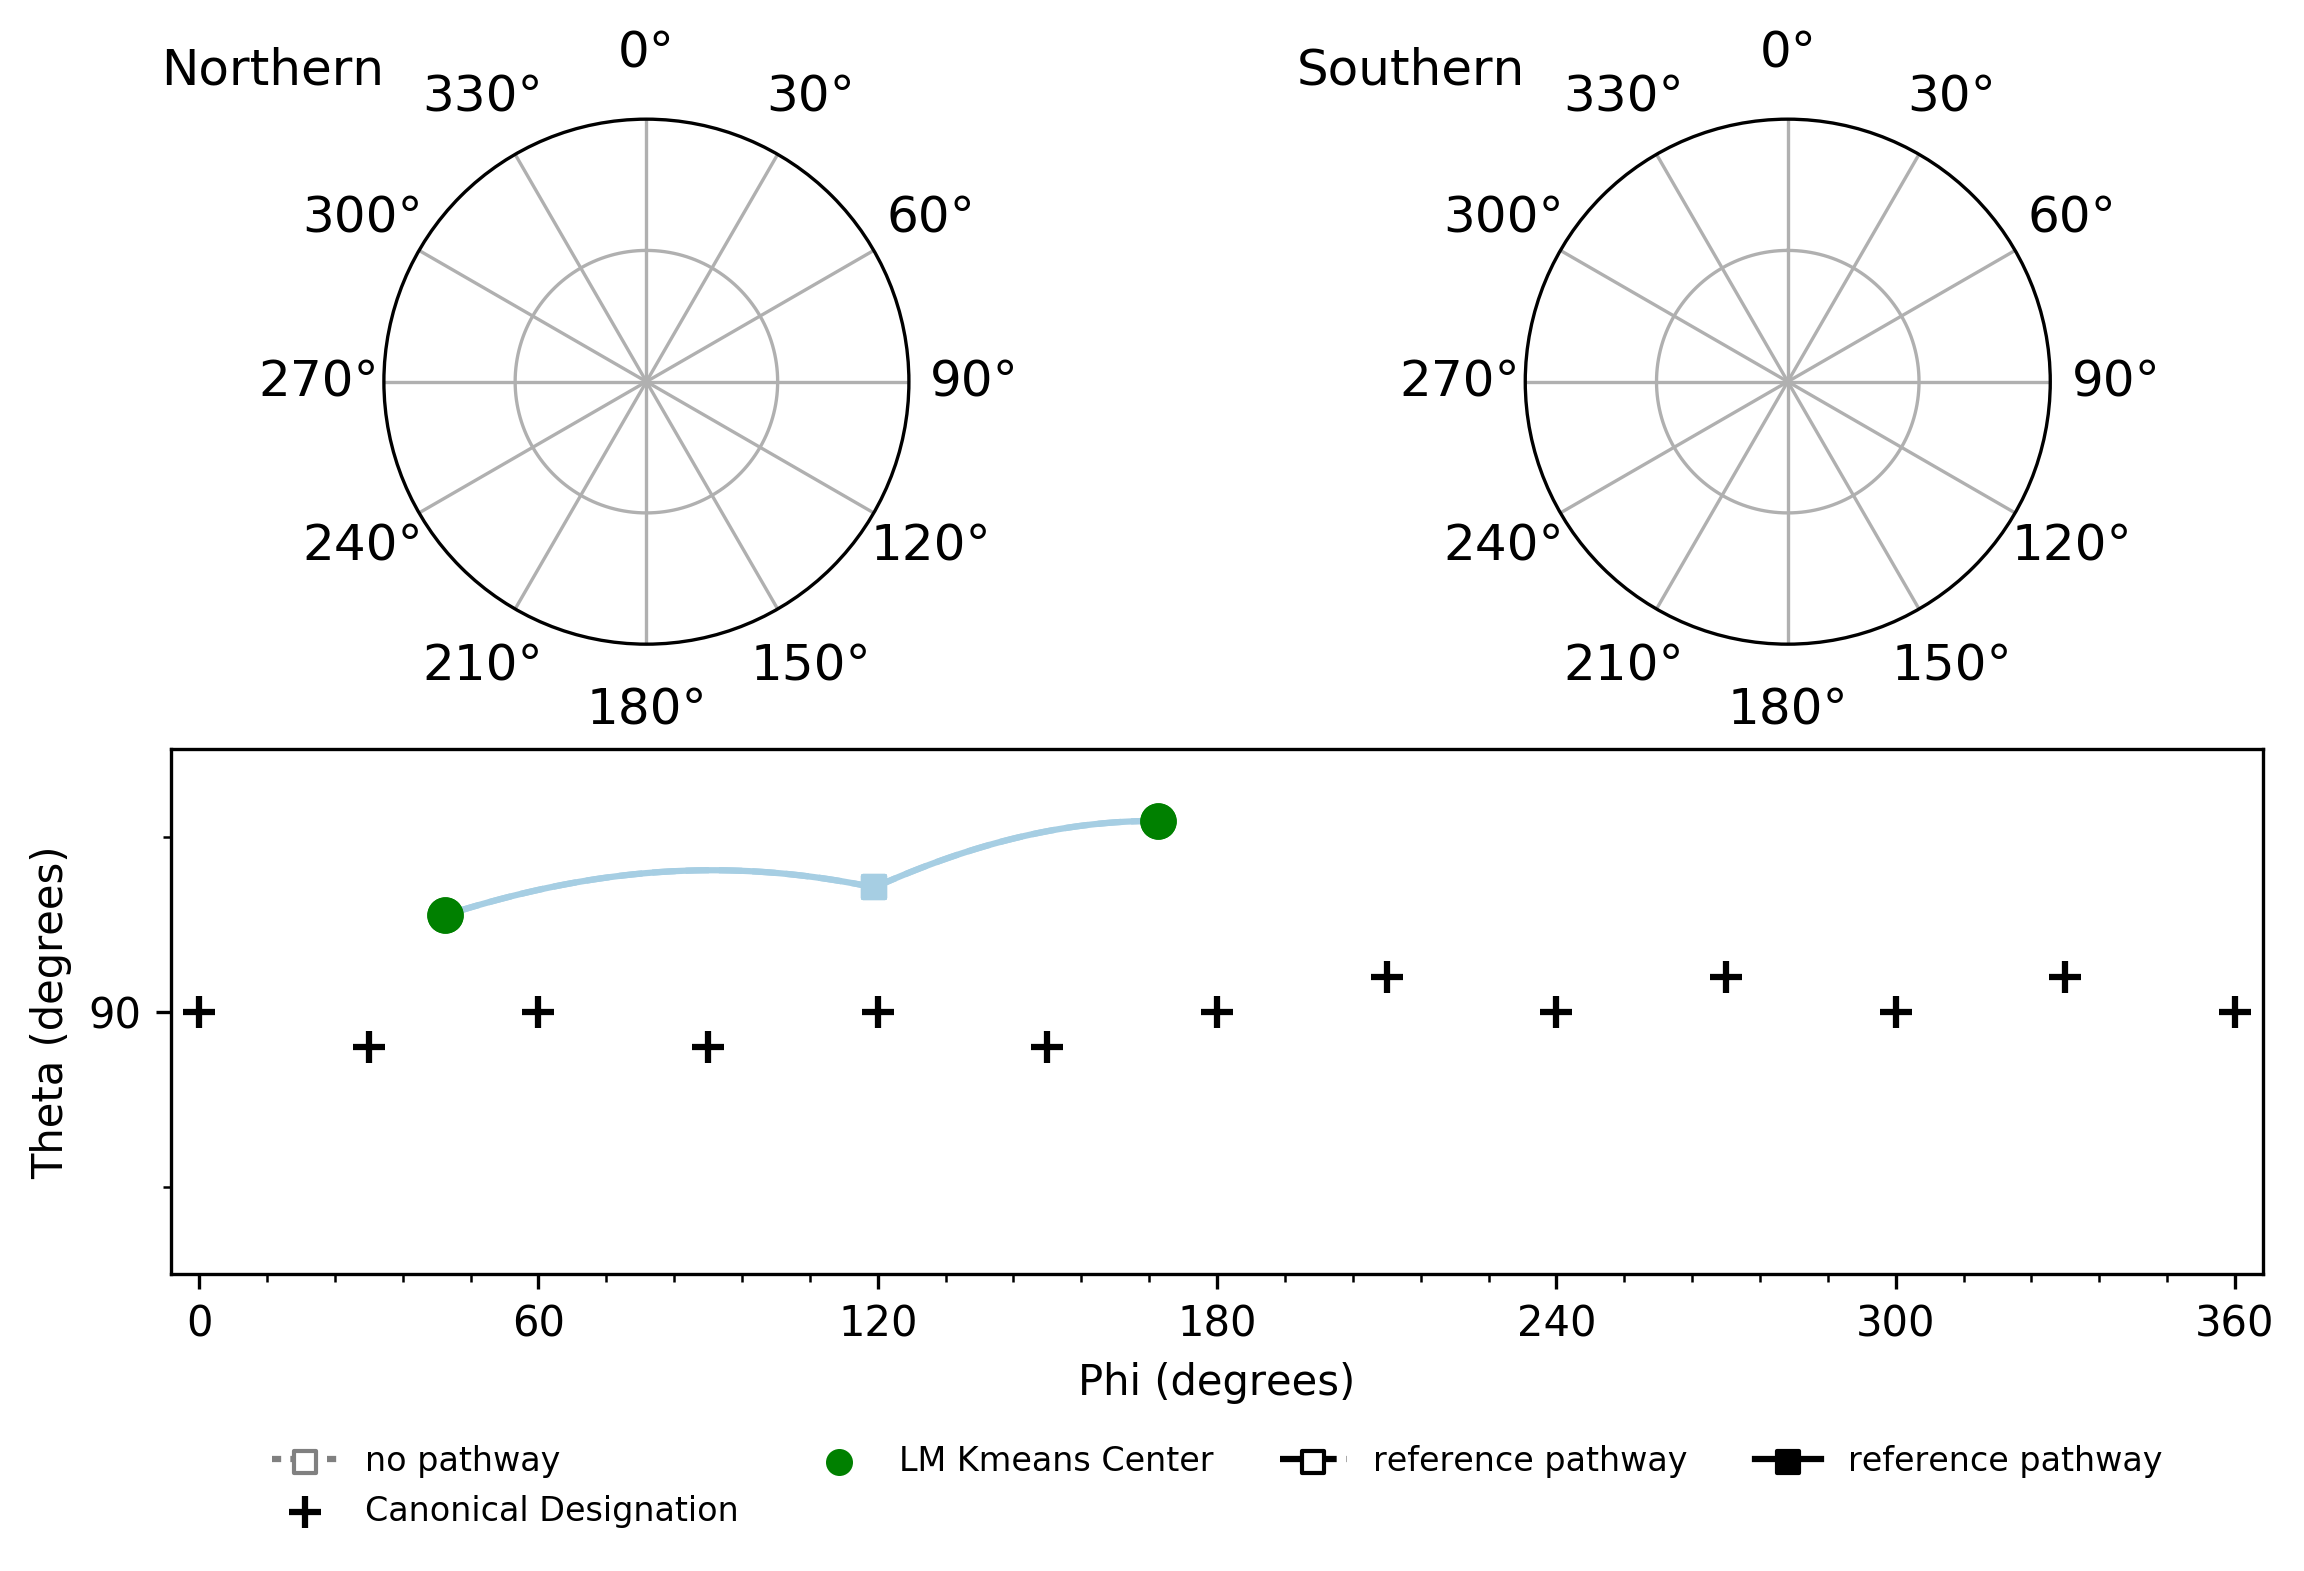 Northern
0°
330°
30°
300°
60°
270°
90°
240°
120°
210°
150°
180°
Southern
0°
330°
30°
300°
60°
270°
90°
240°
120°
210°
150°
180°
Theta (degrees)
90
0 60 120 180 240 300 360
Phi (degrees)
no pathway
Canonical Designation
LM Kmeans Center
reference pathway
reference pathway